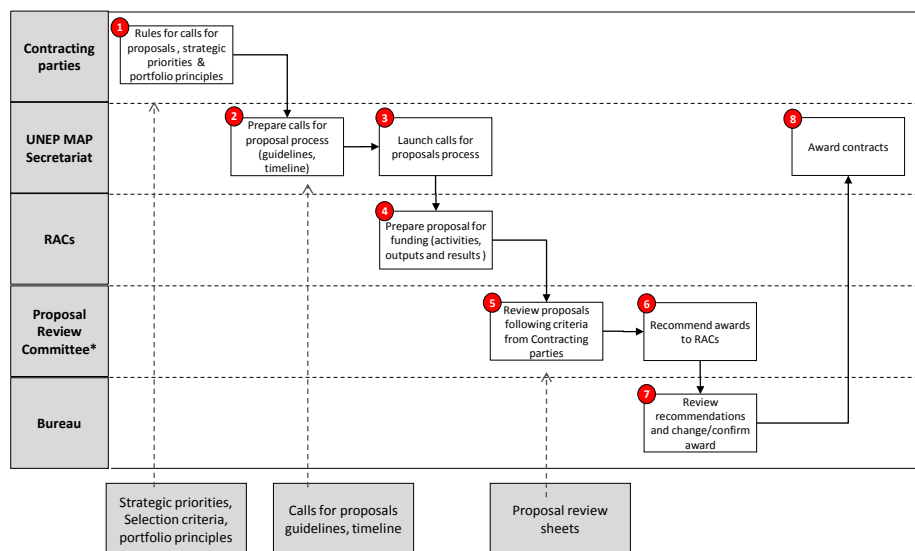 Contracting
parties
1
Rules for calls for
proposals , strategic
priorities &
portfolio principles
UNEP MAP
Secretariat
2
Prepare calls for
proposal process
(guidelines,
timeline)
3
Launch calls for
proposals process
8
Award contracts
RACs
4
Prepare proposal for
funding (activities,
outputs and results )
Proposal
Review
Committee*
5
Review proposals
following criteria
from Contracting
parties
6
Recommend awards
to RACs
Bureau
7
Review
recommendations
and change/confirm
award
Strategic priorities,
Selection criteria,
portfolio principles
Calls for proposals
guidelines, timeline
Proposal review
sheets